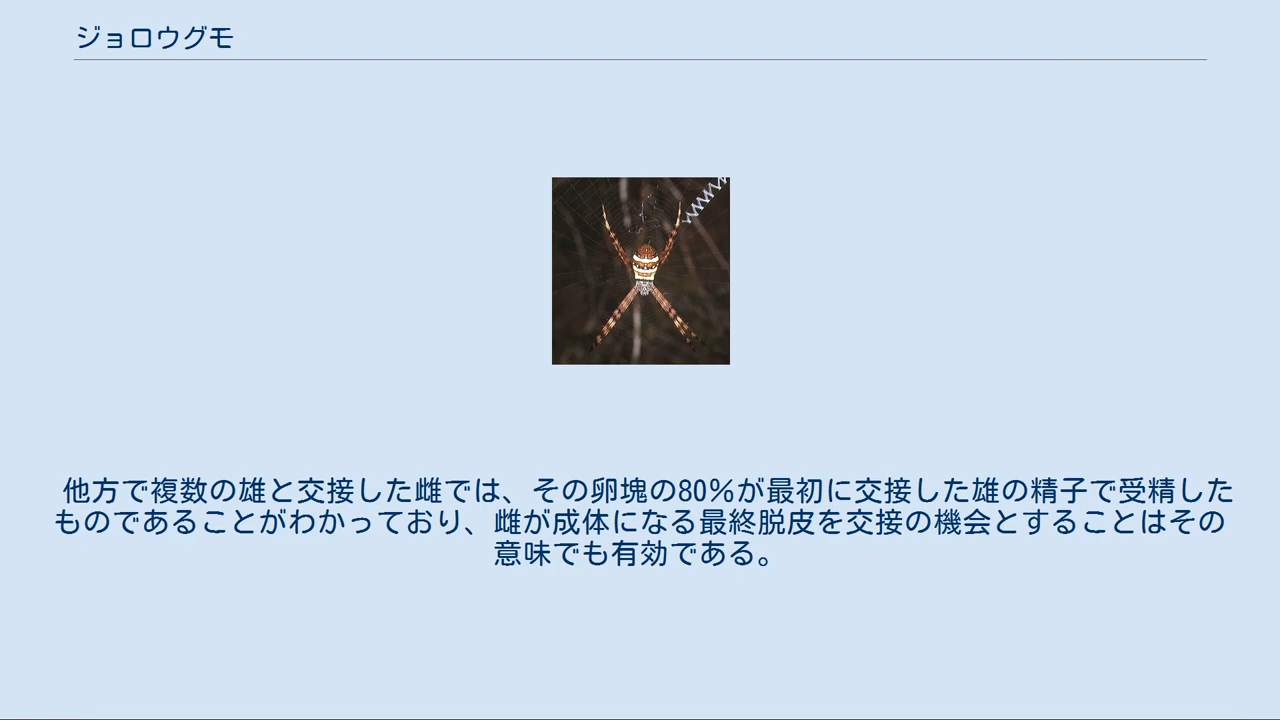 ジョロウグモ
他方で複数の雄と交接した雌では、その卵塊の80%が最初に交接した雄の精子で受精した
ものであることがわかっており、雌が成体になる最終脱皮を交接の機会とすることはその
意味でも有効である。